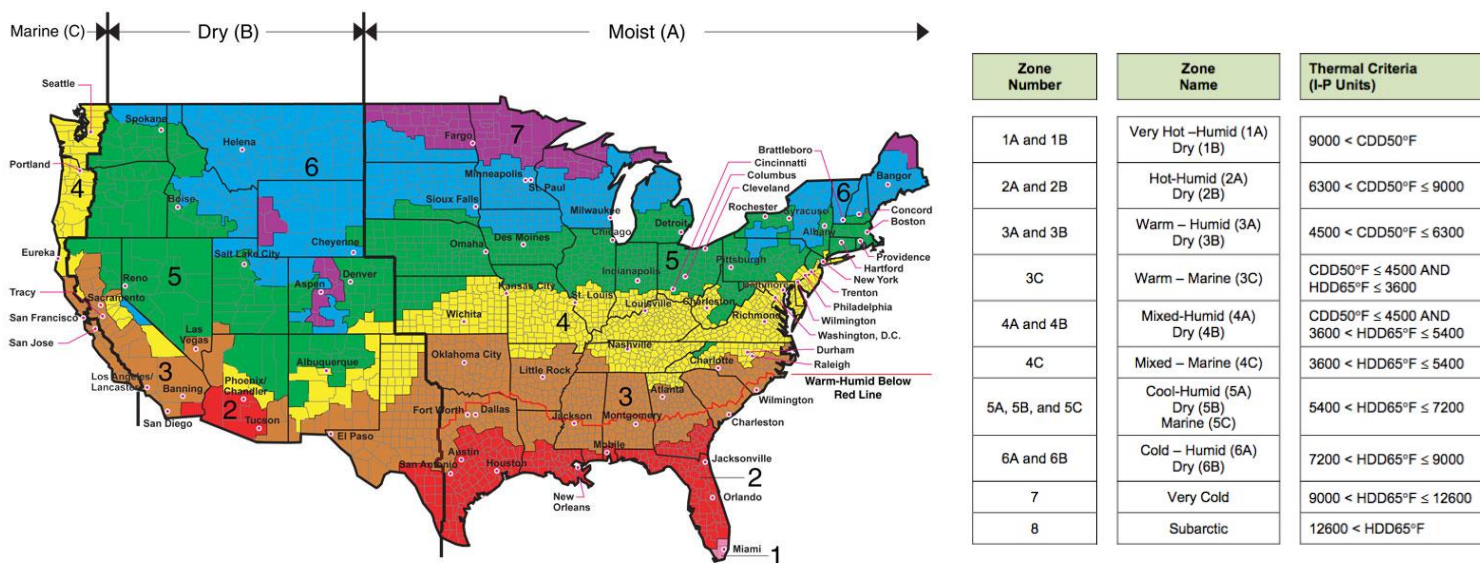 Marine (C)
Dry (B)
Moist (A)
Seattle
Spokane
Portland
4
Helena
6
Boise
Fargo
7
Minneapolis
St. Paul
Sioux Falls
Milwaukee
Brattleboro
Cincinnatti
Columbus
Cleveland
Rochester
6
Bangor
Syracuse
Concord
Albany
Boston
Detroit
Chicago
Cheyenne
Omaha
Des Moines
Eureka
Reno
5
Salt Lake City
Aspen
Denver
Indianapolis
5
Pittsburgh
Providence
Hartford
New York
Trenton
Philadelphia
Wilmington
Washington, D.C.
Baltimore
Tracy
Sacramento
San Francisco
San Jose
Las
Vegas
Kansas City
St. Louis
Louisville
Charleston
Richmond
Wichita
4
Nashville
Durham
Raleigh
Charlotte
Albuquerque
Oklahoma City
Little Rock
3
Atlanta
Warm-Humid Below
Red Line
Wilmington
Los Angeles/
Lancaster
3
Banning
Phoenix/
Chandler
2
Tucson
San Diego
El Paso
Fort Worth
Dallas
Jackson
Montgomery
Charleston
Mobile
Austin
San Antonio
Houston
New
Orleans
Jacksonville
2
Orlando
Miami
1
Zone
Number
Zone
Name
Thermal Criteria
(I-P Units)
1A and 1B
Very Hot –Humid (1A)
Dry (1B)
9000 < CDD50°F
2A and 2B
Hot-Humid (2A)
Dry (2B)
6300 < CDD50°F ≤ 9000
3A and 3B
Warm – Humid (3A)
Dry (3B)
4500 < CDD50°F ≤ 6300
3C
Warm – Marine (3C)
CDD50°F ≤ 4500 AND
HDD65°F ≤ 3600
4A and 4B
Mixed-Humid (4A)
Dry (4B)
CDD50°F ≤ 4500 AND
3600 < HDD65°F ≤ 5400
4C
Mixed – Marine (4C)
3600 < HDD65°F ≤ 5400
5A, 5B, and 5C
Cool-Humid (5A)
Dry (5B)
Marine (5C)
5400 < HDD65°F ≤ 7200
6A and 6B
Cold – Humid (6A)
Dry (6B)
7200 < HDD65°F ≤ 9000
7
Very Cold
9000 < HDD65°F ≤ 12600
8
Subarctic
12600 < HDD65°F